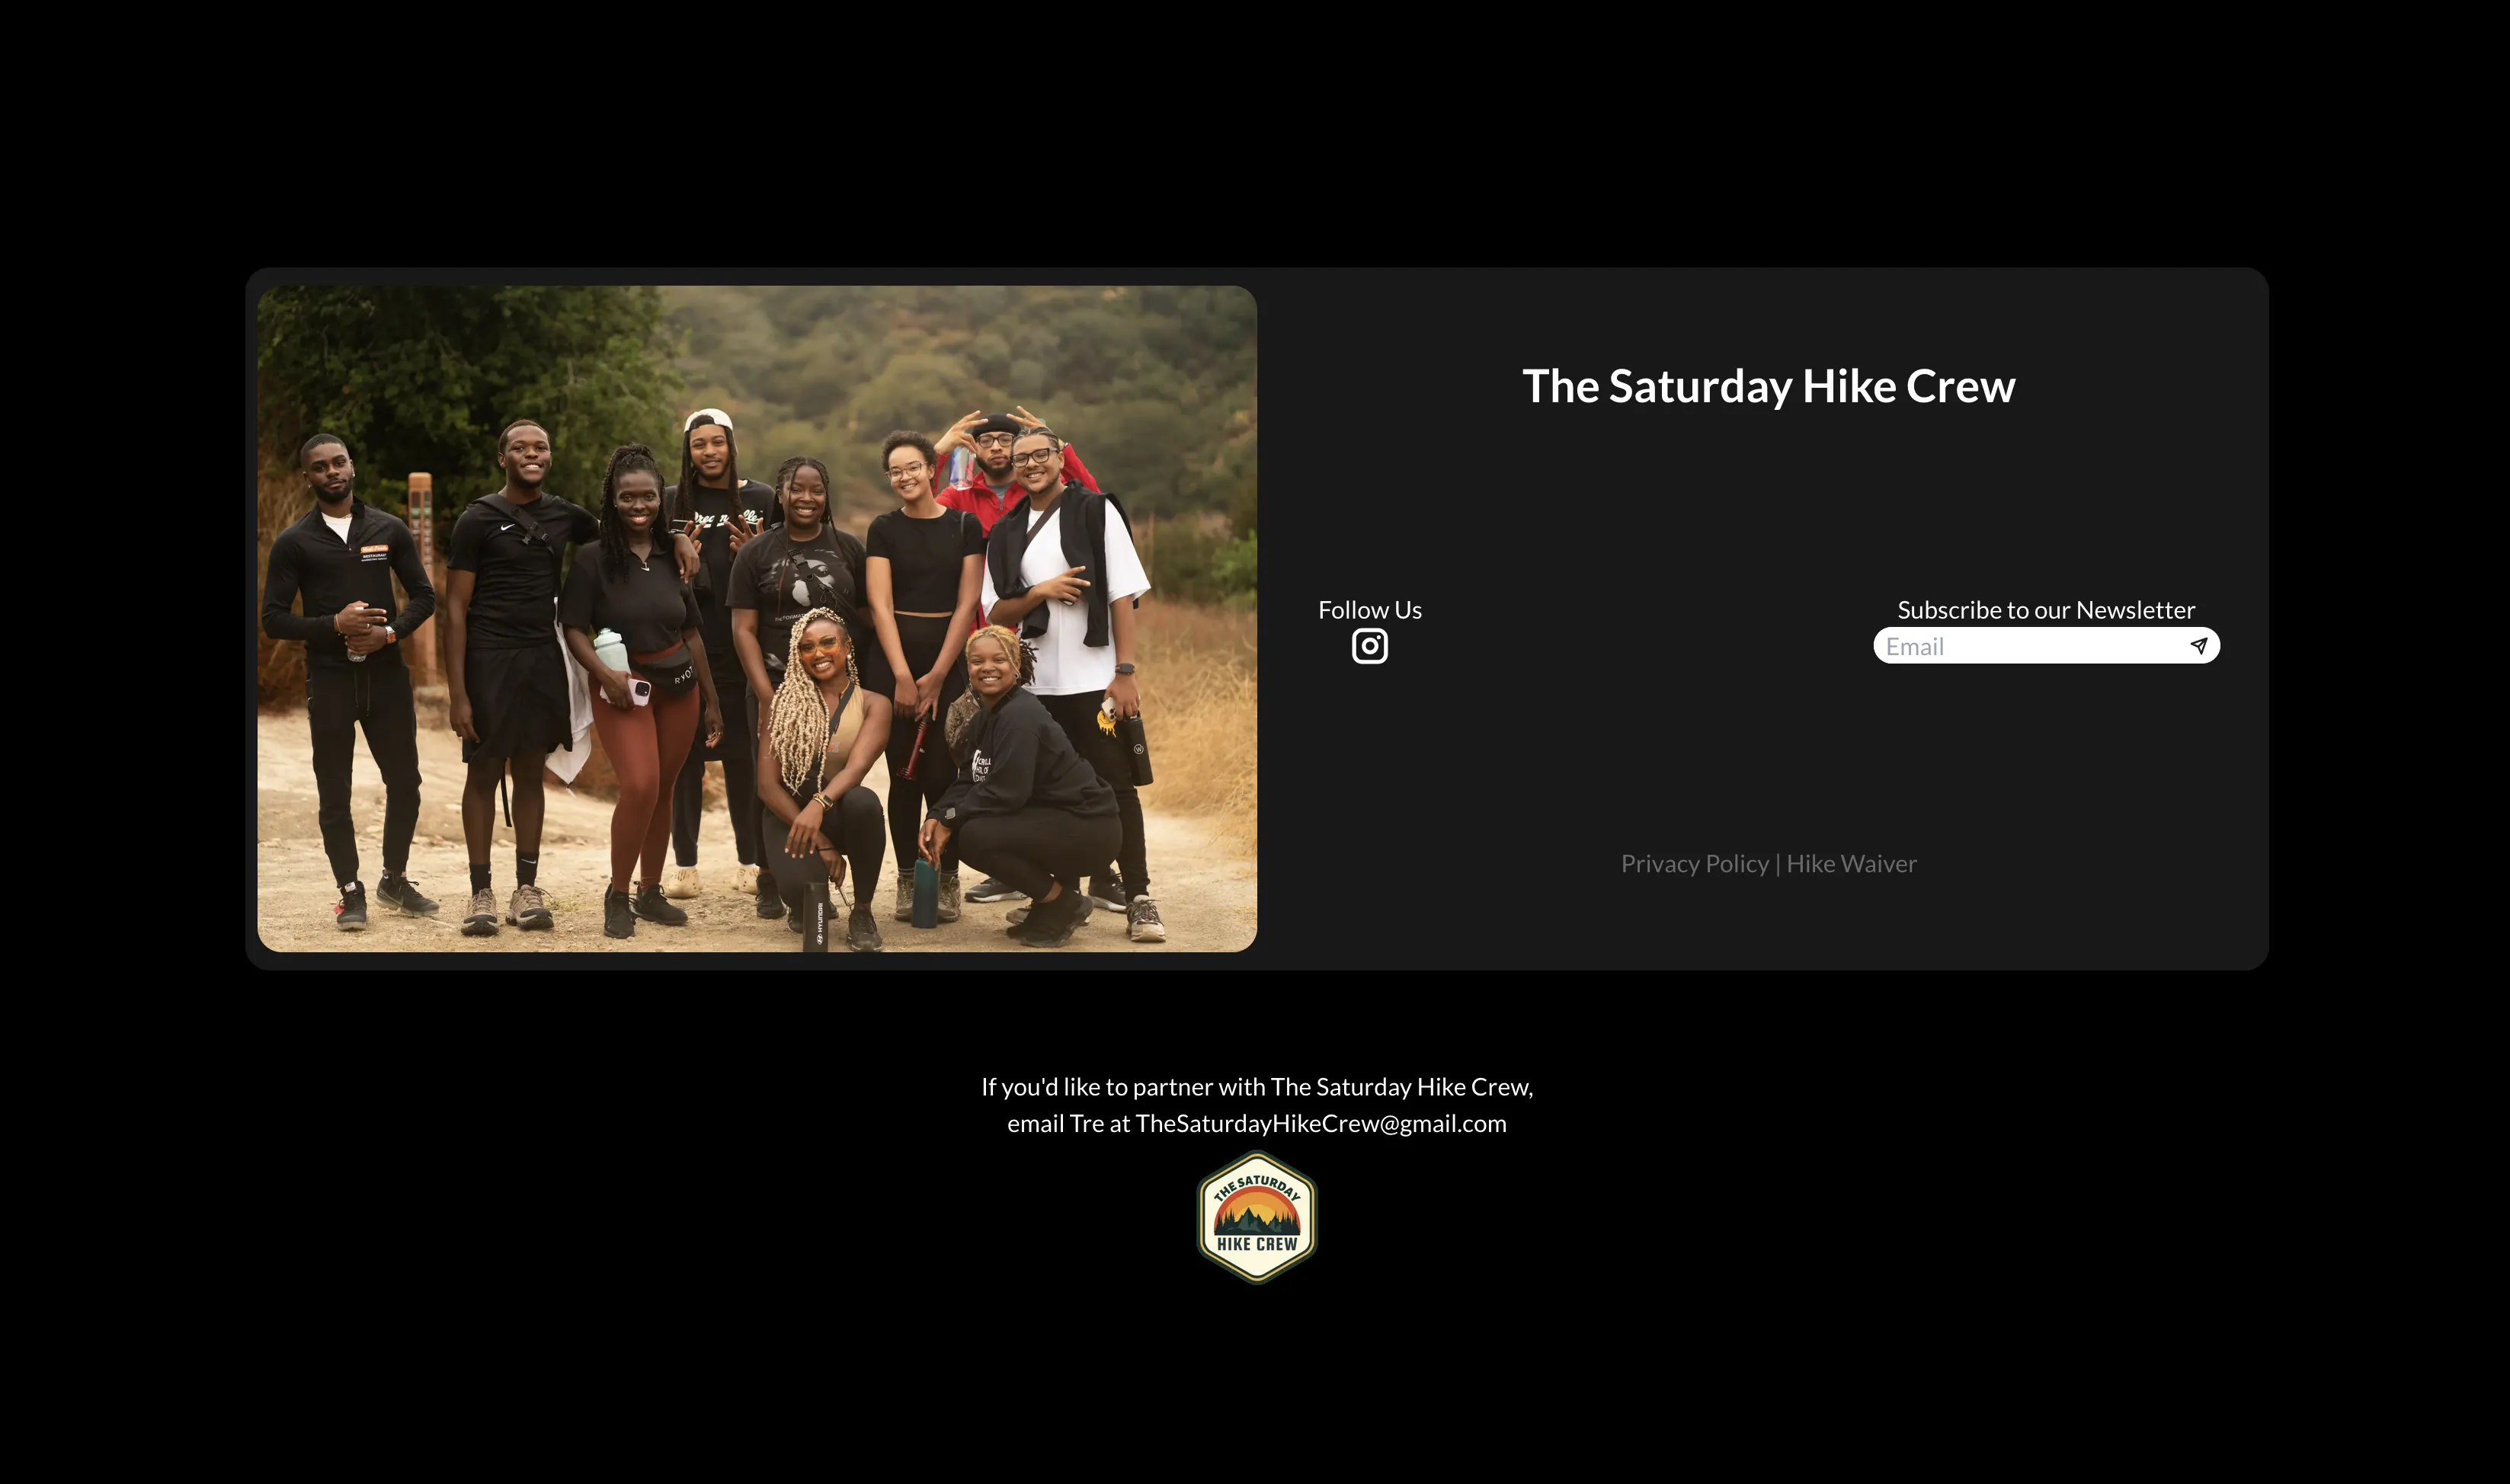 The Saturday Hike Crew
Follow Us
Subscribe to our Newsletter
Email
Privacy Policy | Hike Waiver
If you'd like to partner with The Saturday Hike Crew,
email Tre at TheSaturdayHikeCrew@gmail.com
THE SATURDAY
HIKE CREW
HYUNDAI